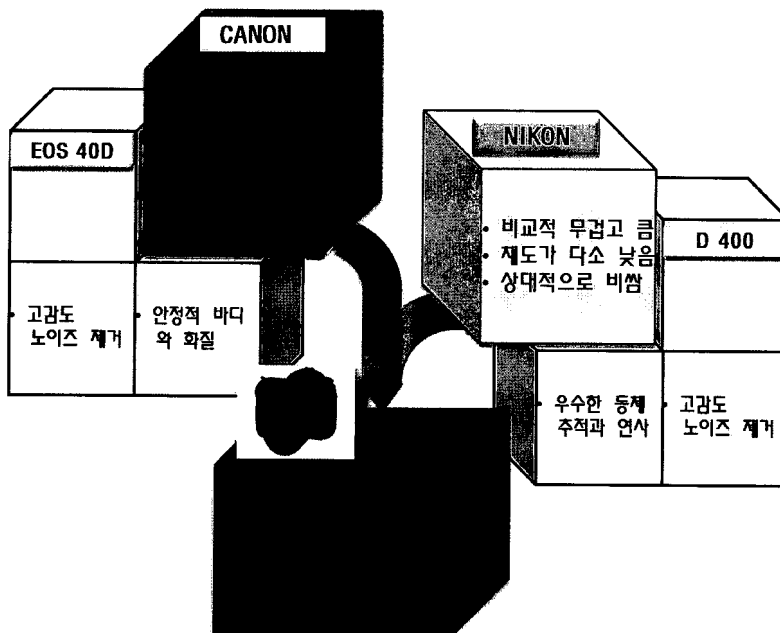 CANON
EOS 40D
• 고감도
노이즈 제거
• 안정적 바디
와 화질
NIKON
• 비교적 무겁고 큼
• 채도가 다소 낮음
• 상대적으로 비쌈
D 400
• 우수한 동체
추적과 연사
• 고감도
노이즈 제거